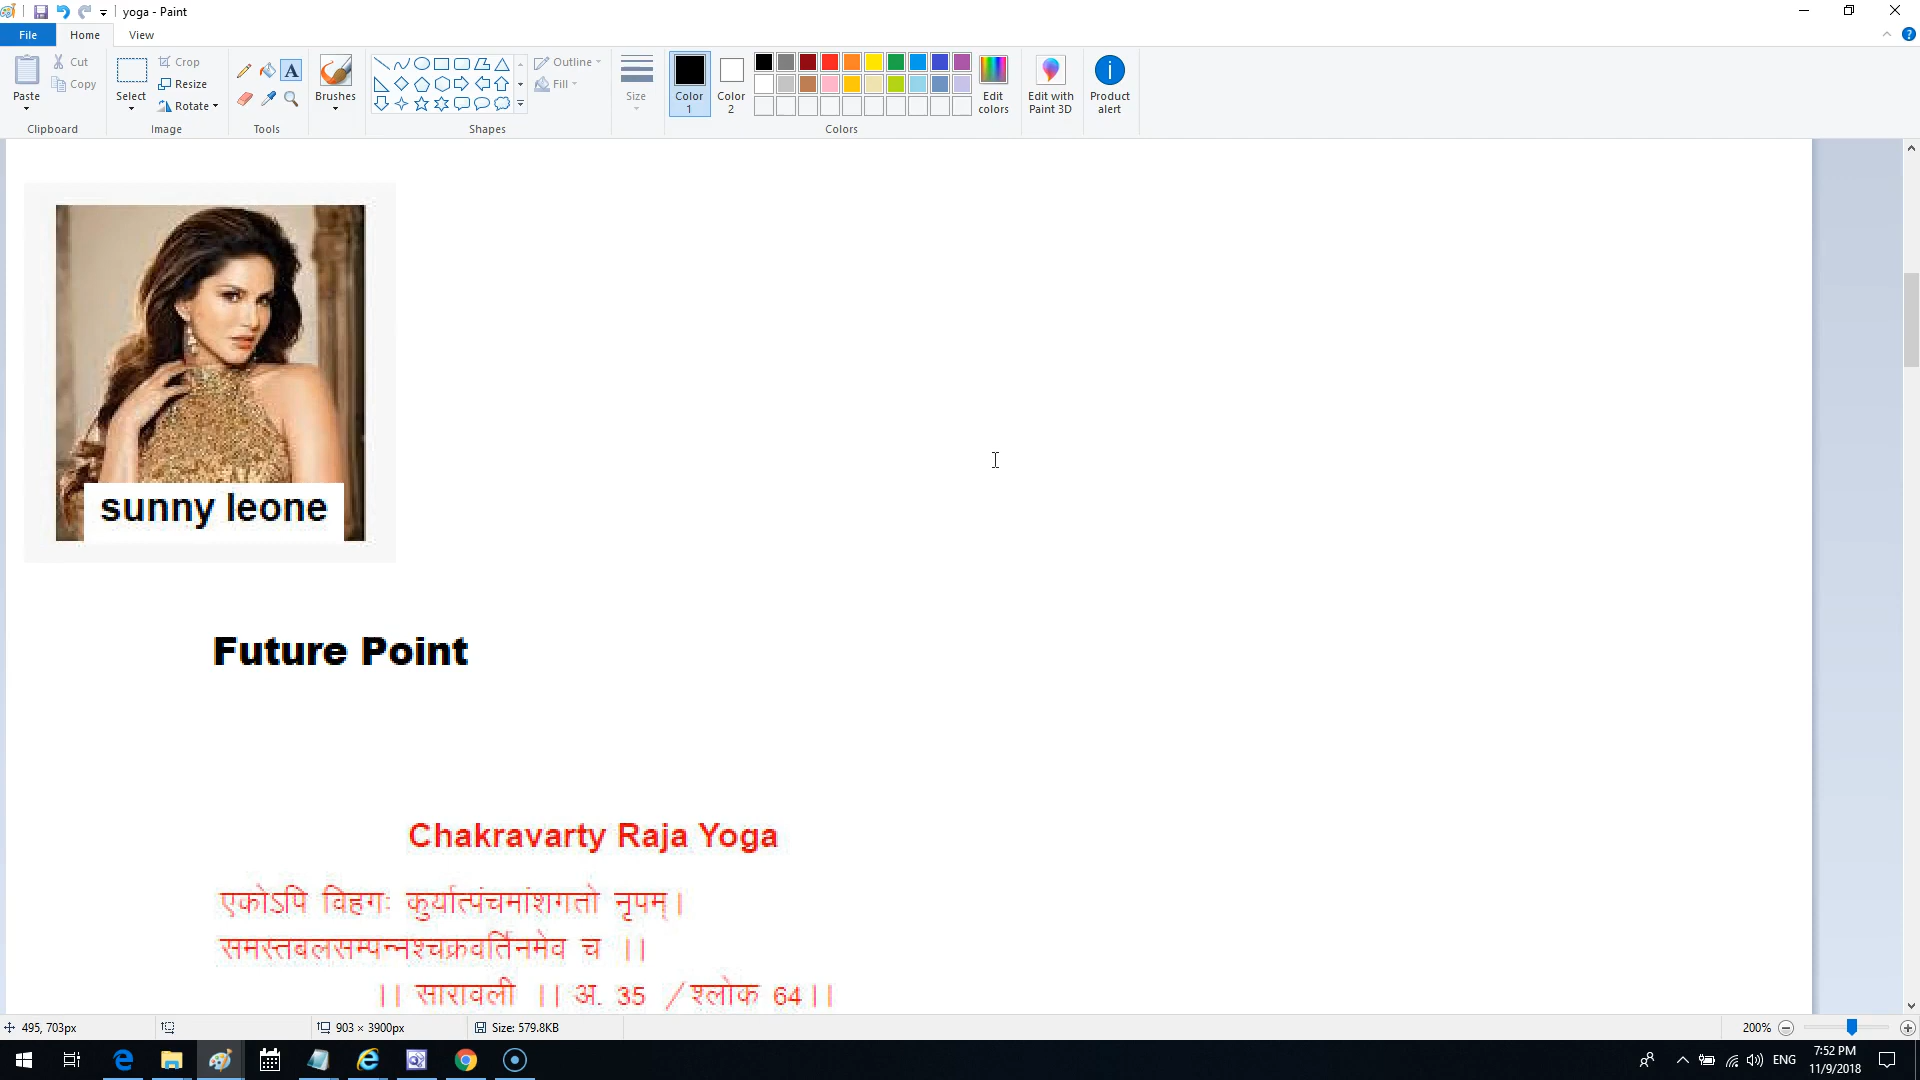 yoga - Paint
File Home View
Paste Cut Copy Clipboard
Select Crop Resize Rotate Image
Tools
Brushes
Shapes Outline Fill
Size
Color 1 Color 2 Edit colors Colors
Edit with Paint 3D
Product alert
sunny leone
Future Point
Chakravarty Raja Yoga
एकोऽपि विहगः कुर्यात्पंचमांशगतो नृपम् ।
समस्तबलसम्पन्नश्चक्रवर्तिनमेव च ।।
।। सारावली ।। अ. 35 / श्लोक 64 ।।
495, 703px 903 × 3900px Size: 579.8KB 200%
ENG 7:52 PM
11/9/2018